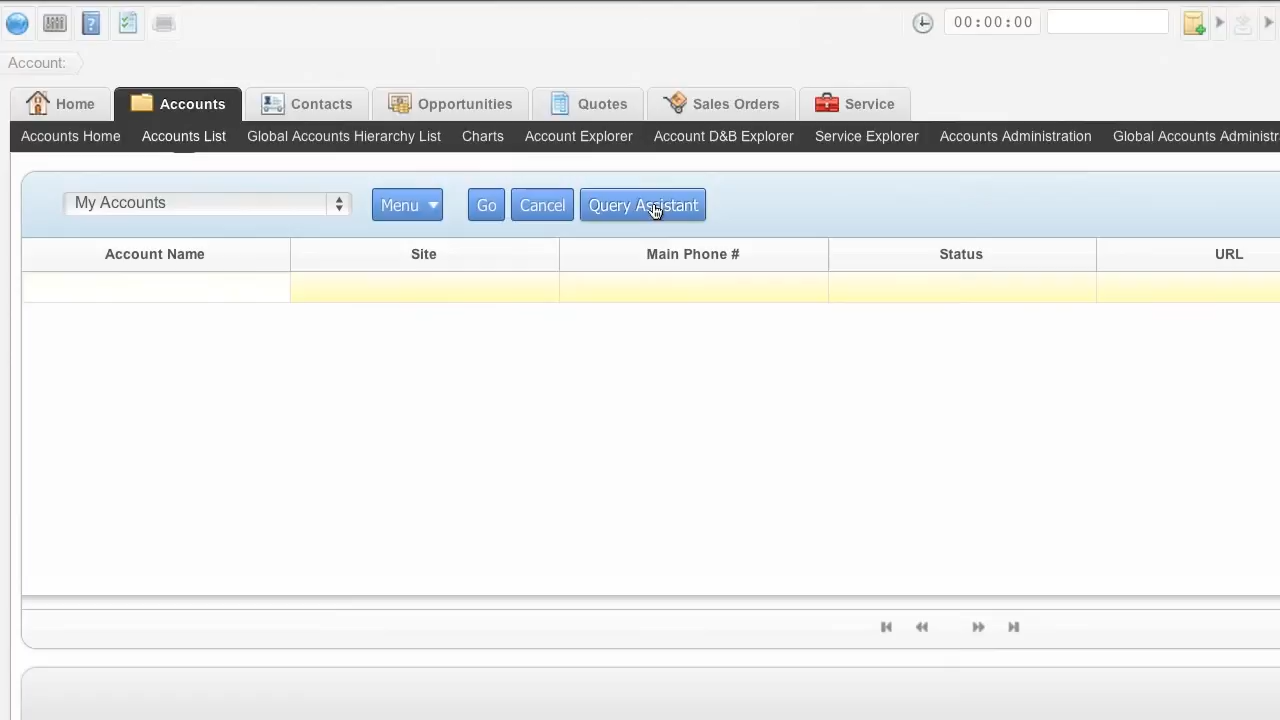 00:00:00
Account:
Home Accounts Contacts Opportunities Quotes Sales Orders Service
Accounts Home Accounts List Global Accounts Hierarchy List Charts Account Explorer Account D&B Explorer Service Explorer Accounts Administration Global Accounts Administr
My Accounts Menu Go Cancel Query Assistant
Account Name Site Main Phone # Status URL